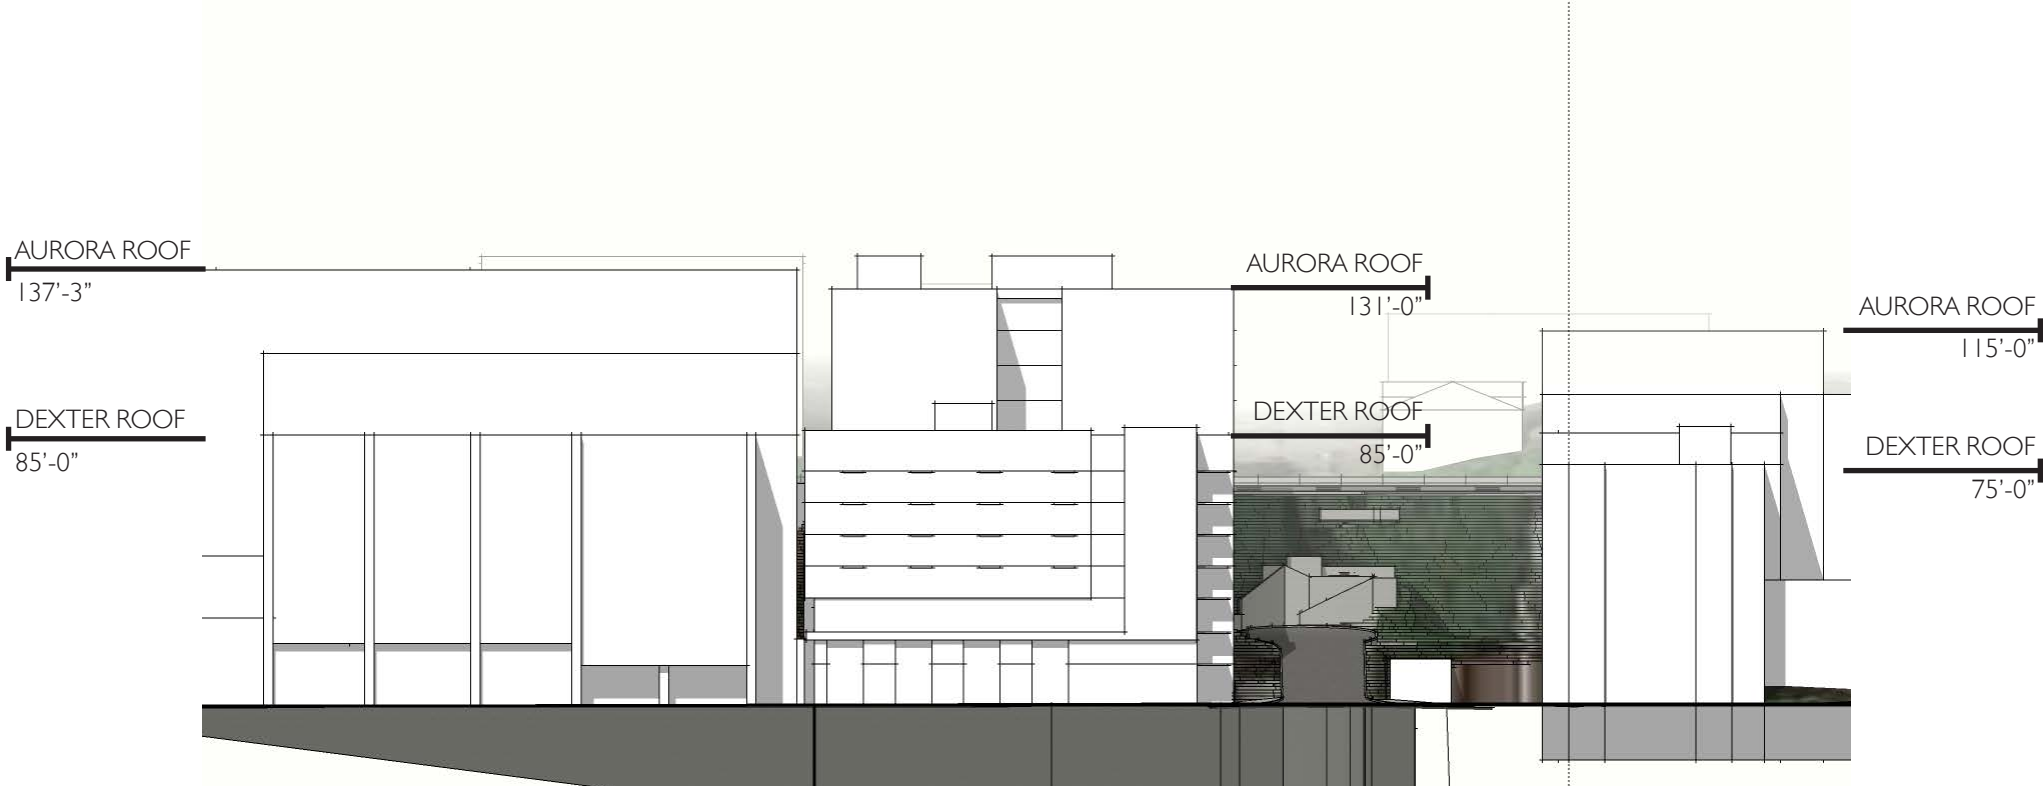 AURORA ROOF
137'-3"
DEXTER ROOF
85'-0"
AURORA ROOF
131'-0"
DEXTER ROOF
85'-0"
AURORA ROOF
115'-0"
DEXTER ROOF
75'-0"